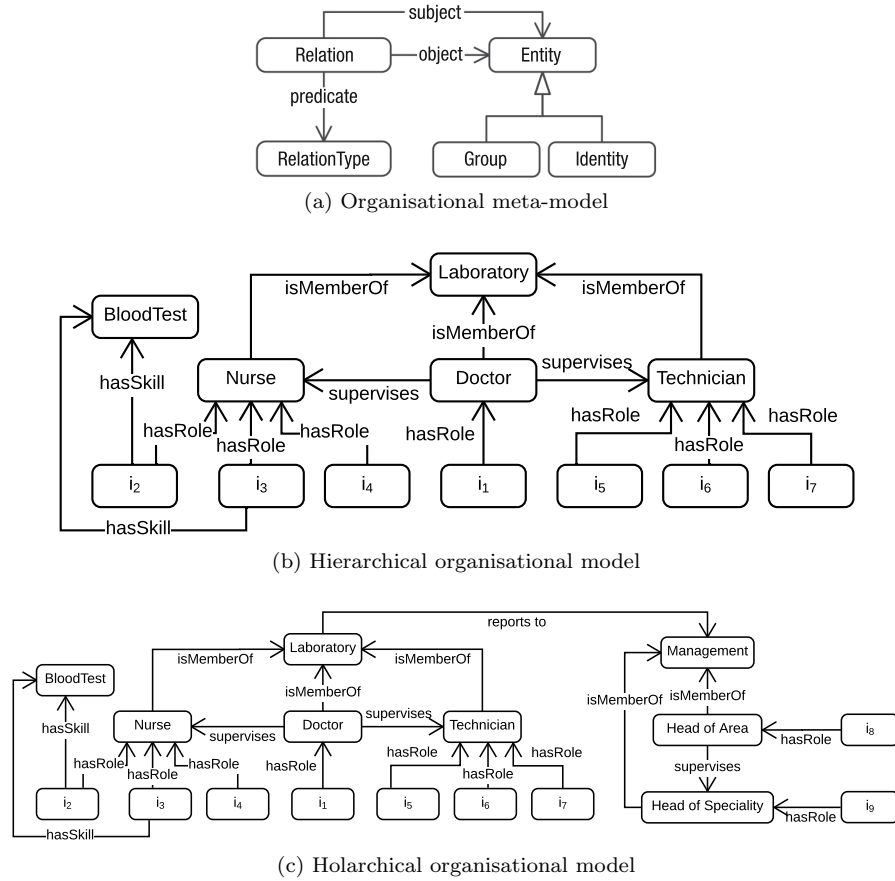 subject
Relation
object
Entity
predicate
RelationType
Group
Identity
(a) Organisational meta-model
Laboratory
isMemberOf
isMemberOf
BloodTest
isMemberOf
supervises
Nurse
Doctor
Technician
hasSkill
supervises
hasRole
hasRole
hasRole
hasRole
hasRole
hasRole
hasRole
i2
i3
i4
i1
i5
i6
i7
hasSkill
(b) Hierarchical organisational model
reports to
Laboratory
Management
isMemberOf
isMemberOf
BloodTest
isMemberOf
isMemberOf
isMemberOf
supervises
Nurse
Doctor
Technician
Head of Area
i8
hasSkill
supervises
hasRole
hasRole
hasRole
hasRole
hasRole
hasRole
hasRole
hasRole
supervises
i2
i3
i4
i1
i5
i6
i7
Head of Speciality
i9
hasRole
hasSkill
(c) Holarchical organisational model